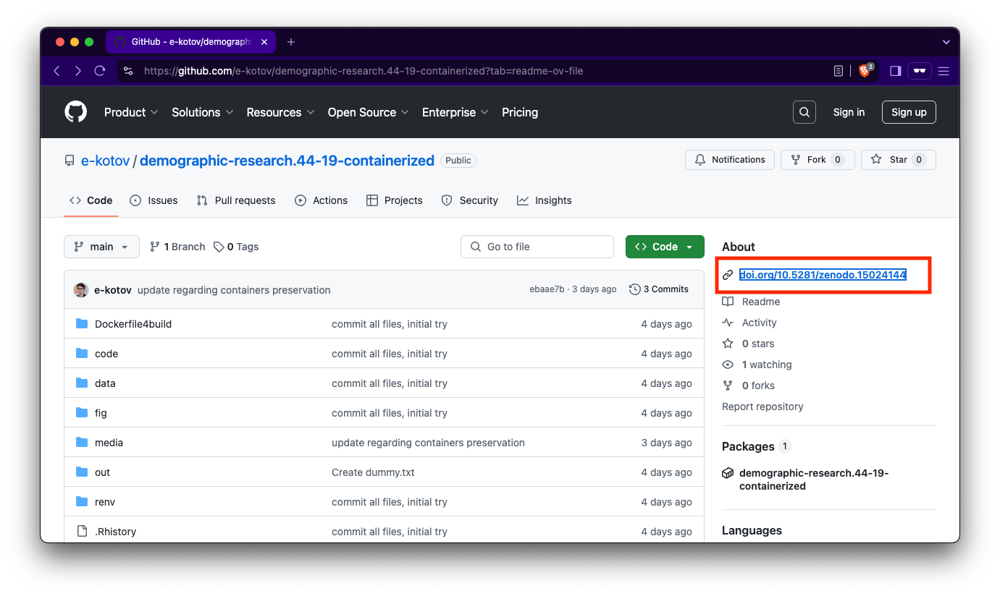 GitHub - e-kotov/demographi
https://github.com/e-kotov/demographic-research.44-19-containerized?tab=readme-ov-file
2
Product Solutions Resources Open Source Enterprise Pricing
Sign in
Sign up
e-kotov / demographic-research.44-19-containerized Public
Notifications
Fork 0
Star 0
Code Issues Pull requests Actions Projects Security Insights
main 1 Branch 0 Tags
Go to file
Code
e-kotov update regarding containers preservation ebaae7b · 3 days ago 3 Commits
Dockerfile4build commit all files, initial try 4 days ago
code commit all files, initial try 4 days ago
data commit all files, initial try 4 days ago
fig commit all files, initial try 4 days ago
media update regarding containers preservation 3 days ago
out Create dummy.txt 4 days ago
renv commit all files, initial try 4 days ago
.Rhistory commit all files, initial try 4 days ago
About
doi.org/10.5281/zenodo.15024144
Readme
Activity
0 stars
1 watching
0 forks
Report repository
Packages 1
demographic-research.44-19-
containerized
Languages